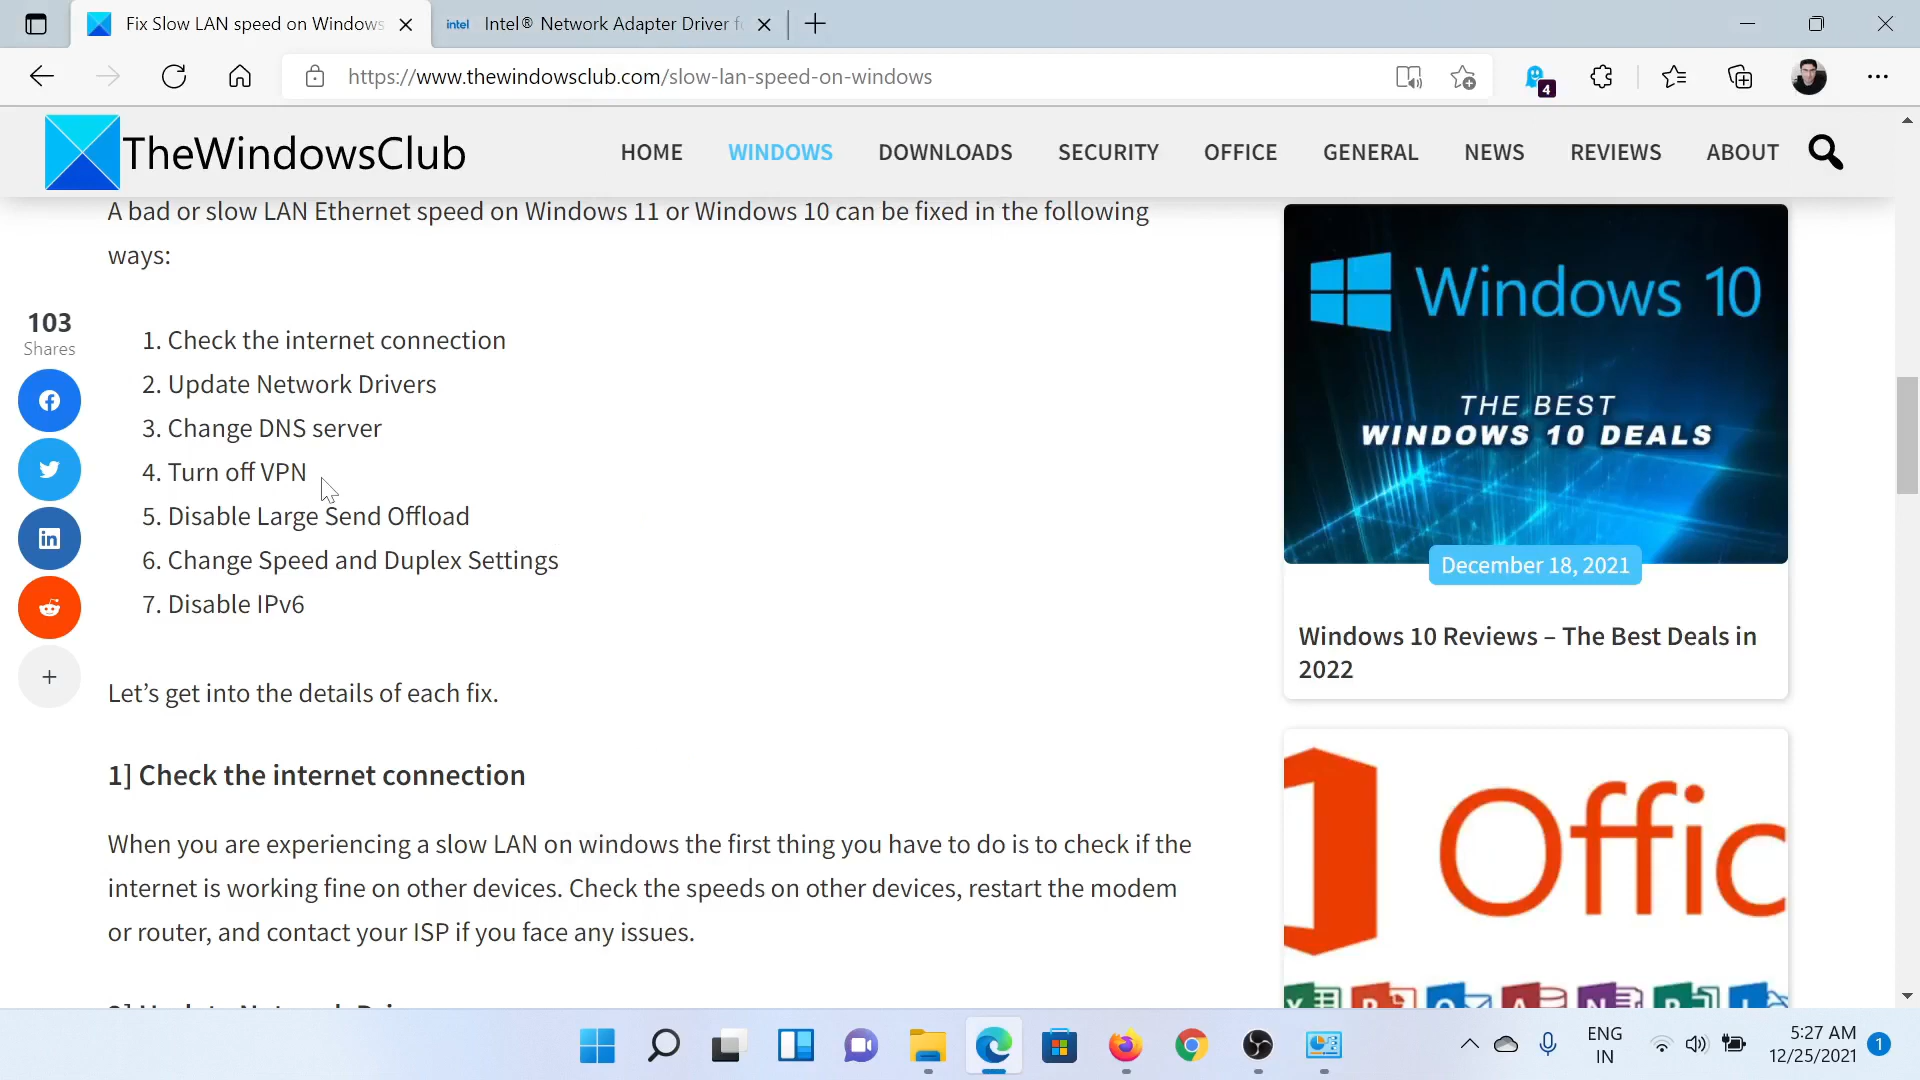 Fix Slow LAN speed on Windows
intel Intel® Network Adapter Driver f
https://www.thewindowsclub.com/slow-lan-speed-on-windows
4
TheWindowsClub
HOME WINDOWS DOWNLOADS SECURITY OFFICE GENERAL NEWS REVIEWS ABOUT
A bad or slow LAN Ethernet speed on Windows 11 or Windows 10 can be fixed in the following
ways:
103
Shares
1. Check the internet connection
2. Update Network Drivers
3. Change DNS server
4. Turn off VPN
5. Disable Large Send Offload
6. Change Speed and Duplex Settings
7. Disable IPv6
Let's get into the details of each fix.
1] Check the internet connection
When you are experiencing a slow LAN on windows the first thing you have to do is to check if the
internet is working fine on other devices. Check the speeds on other devices, restart the modem
or router, and contact your ISP if you face any issues.
Windows 10
THE BEST
WINDOWS 10 DEALS
December 18, 2021
Windows 10 Reviews – The Best Deals in
2022
Offic
ENG
IN
5:27 AM
12/25/2021
1